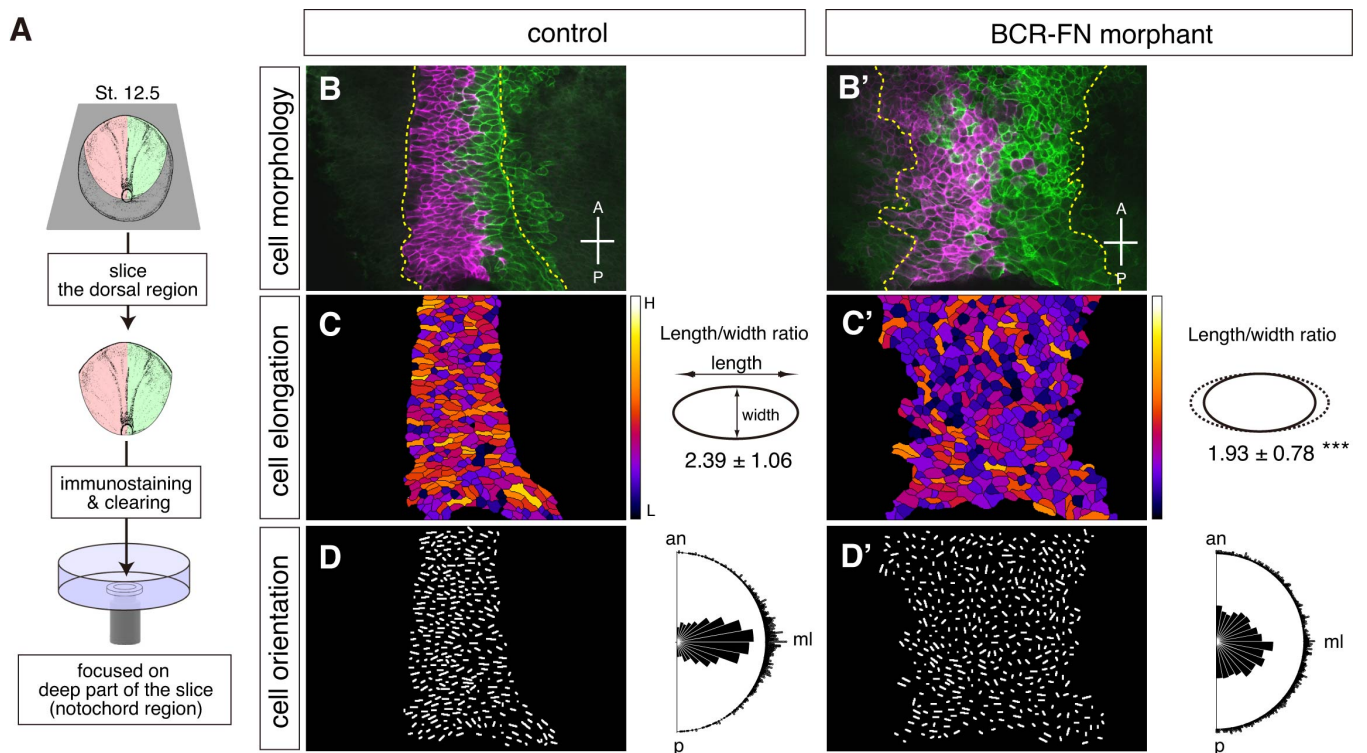 A
control
BCR-FN morphant
St. 12.5
slice
the dorsal region
immunostaining
& clearing
focused on
deep part of the slice
(notochord region)
cell morphology
B
A
P
B'
A
P
cell elongation
C
H
L
Length/width ratio
length
width
2.39 ± 1.06
C'
Length/width ratio
1.93 ± 0.78 ***
cell orientation
D
an
ml
p
D'
an
ml
p